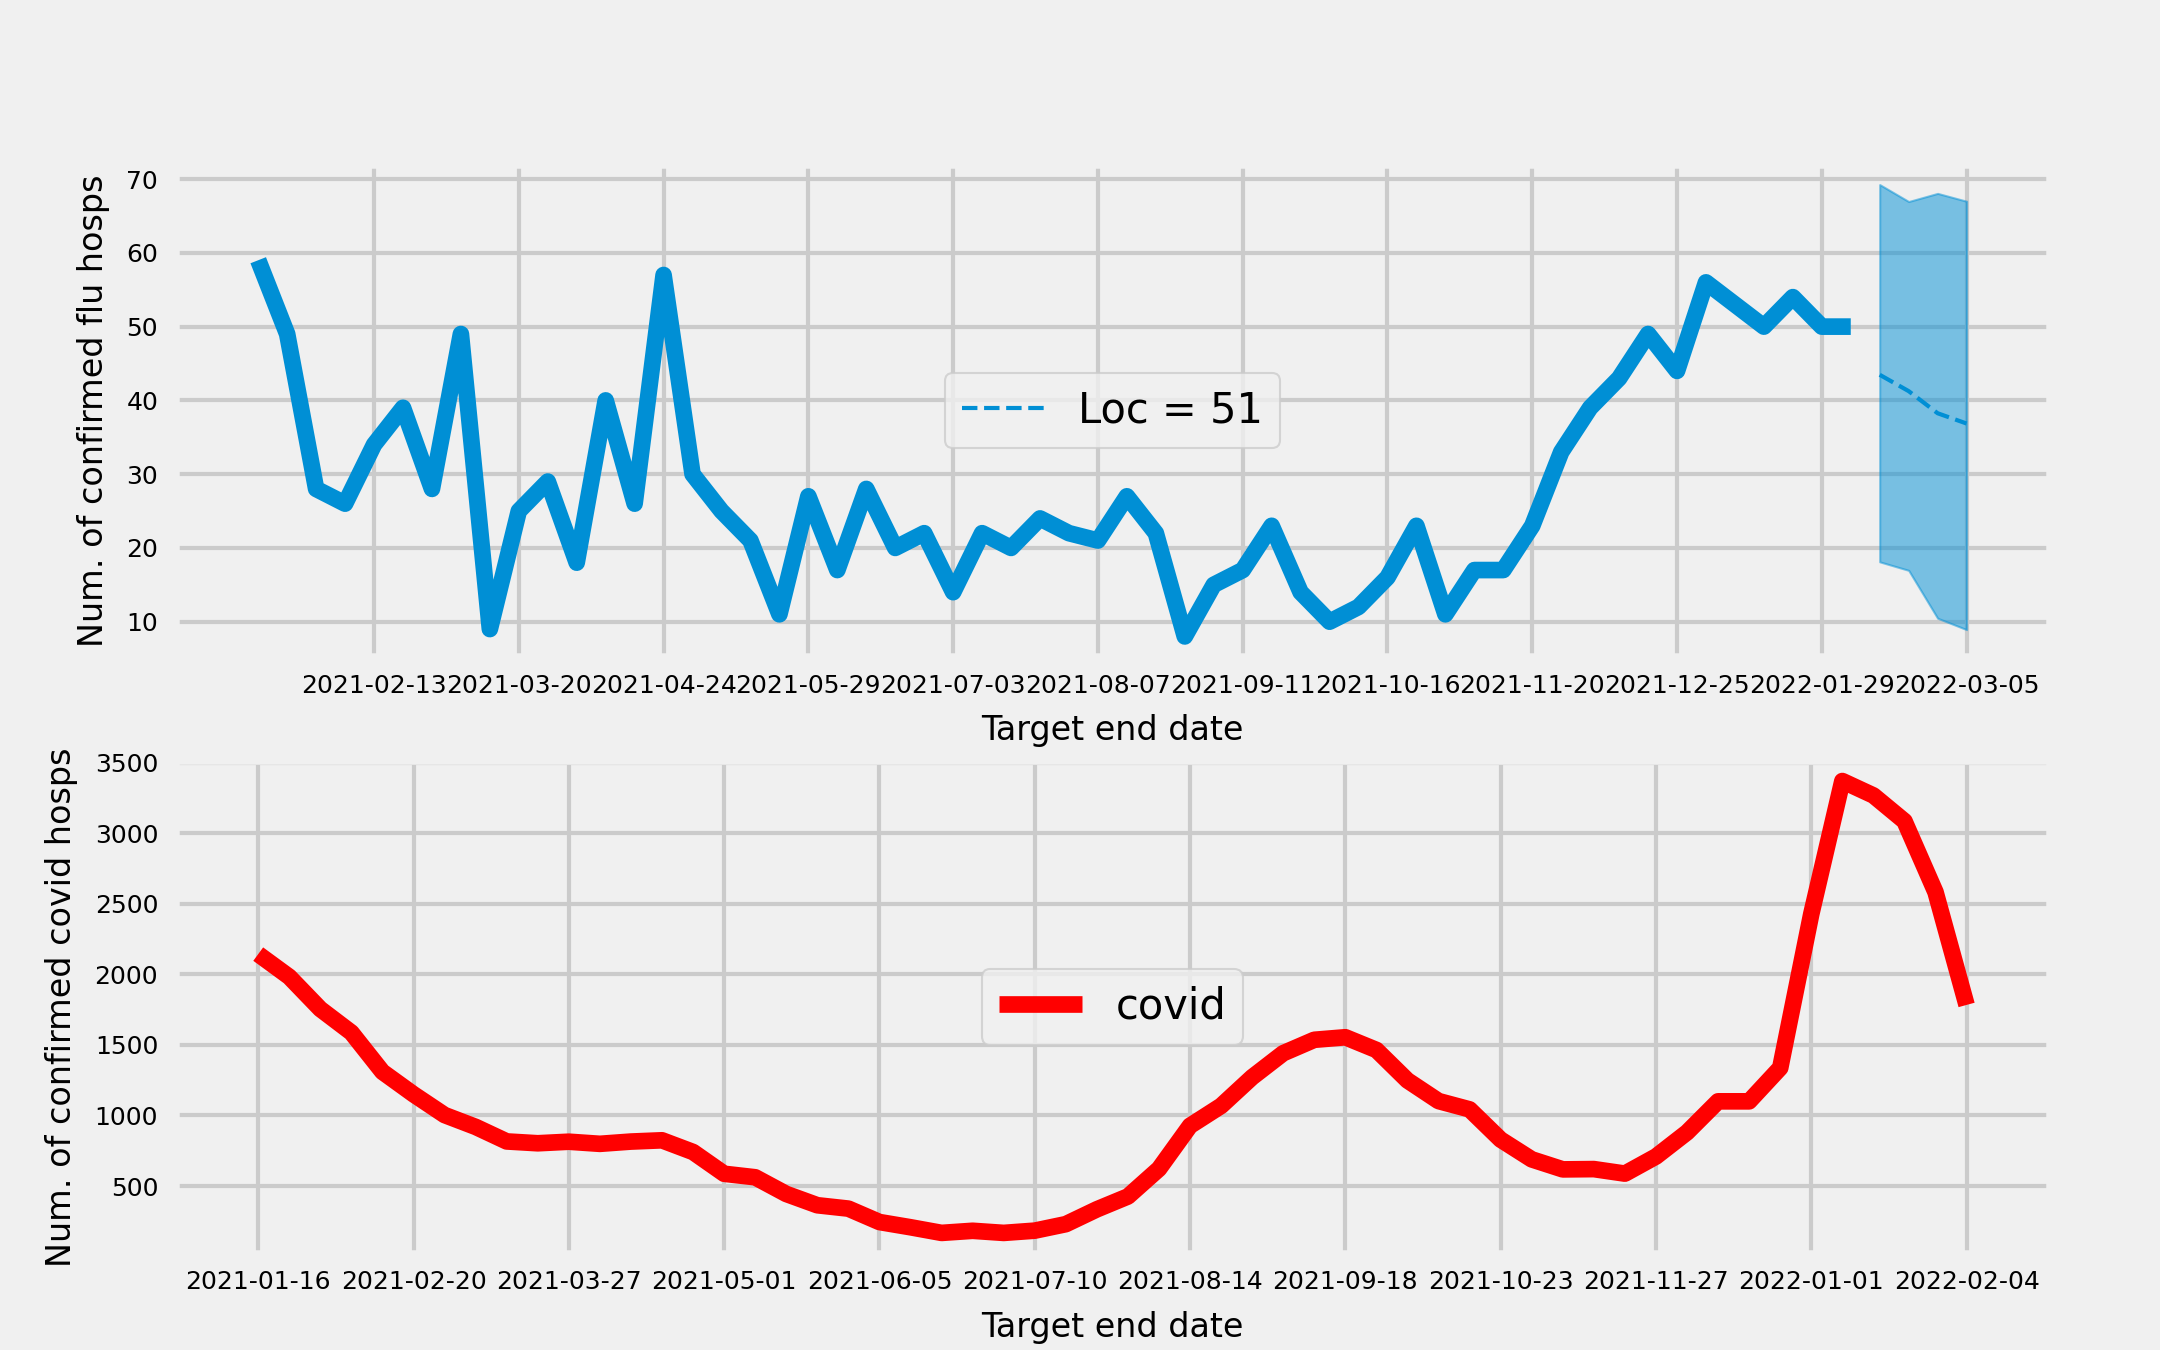 Num. of confirmed flu hosps
70
60
50
40
30
20
10
Loc = 51
2021-02-13 2021-03-20 2021-04-24 2021-05-29 2021-07-03 2021-08-07 2021-09-11 2021-10-16 2021-11-20 2021-12-25 2022-01-29 2022-03-05
Target end date
Num. of confirmed covid hosps
3500
3000
2500
2000
1500
1000
500
covid
2021-01-16 2021-02-20 2021-03-27 2021-05-01 2021-06-05 2021-07-10 2021-08-14 2021-09-18 2021-10-23 2021-11-27 2022-01-01 2022-02-04
Target end date